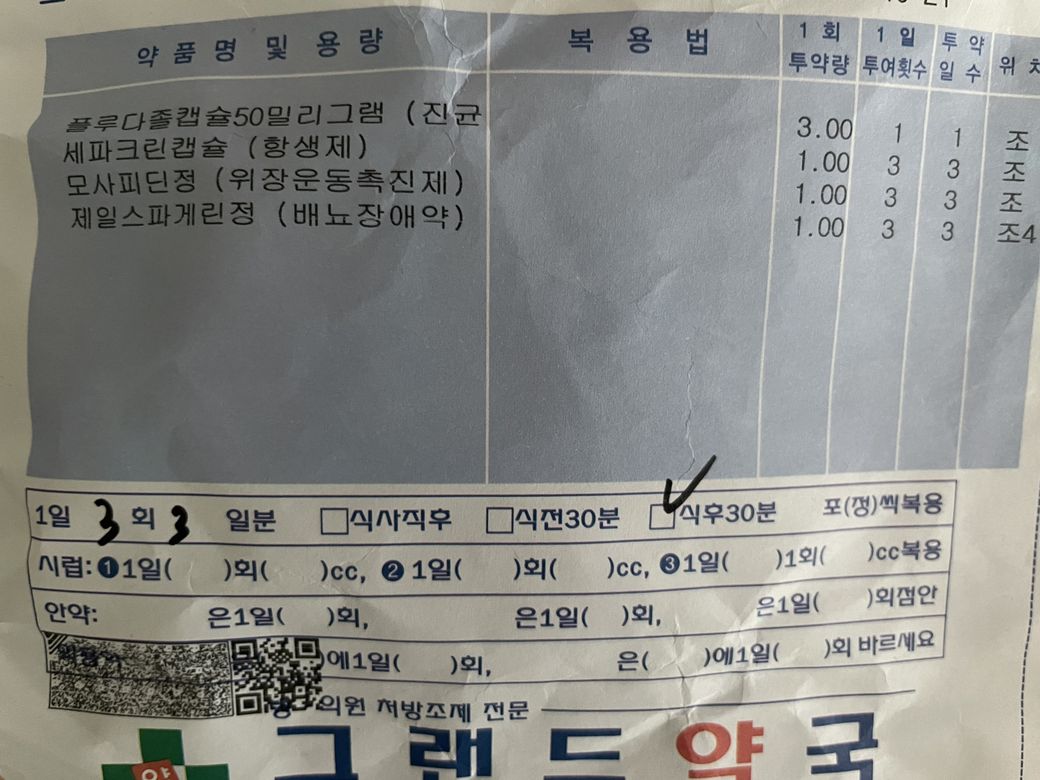 약 품 명 및 용 량 복 용 법 1 회 투약량 1 일 투여횟수 투 약 일 수 위 치
플루다졸캡슐50밀리그램 (진균 3.00 1 1 조
세파크린캡슐 (항생제) 1.00 3 3 조
모사피딘정 (위장운동촉진제) 1.00 3 3 조
제일스파게린정 (배뇨장애약) 1.00 3 3 조4
1일 3 회 3 일분 □식사직후 □식전30분 ☑식후30분 포(정)씩복용
시럽: ❶1일( )회( )cc, ❷1일( )회( )cc, ❸1일( )1회( )cc복용
안약: 은1일( )회, 은1일( )회, 은1일( )회점안
)에1일( )회, 은( )에1일( )회 바르세요
의원 처방조제 전문
약 그랜드약국